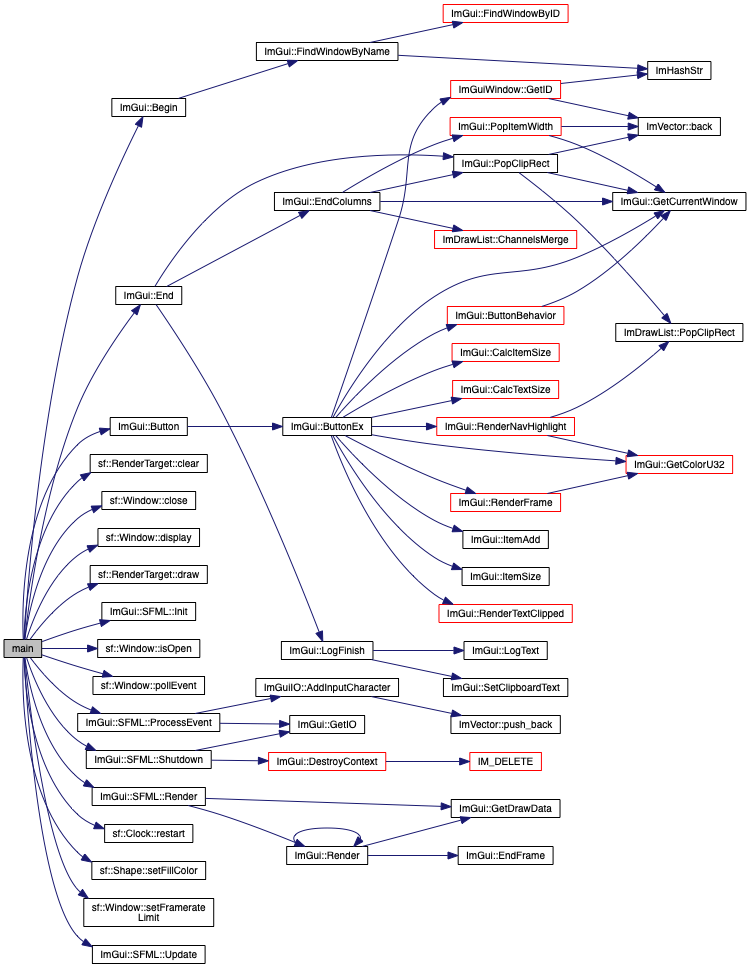 ImGui::FindWindowByID
ImGui::FindWindowByName
ImHashStr
ImGuiWindow::GetID
ImGui::Begin
ImGui::PopItemWidth
ImVector::back
ImGui::PopClipRect
ImGui::EndColumns
ImGui::GetCurrentWindow
ImDrawList::ChannelsMerge
ImGui::End
ImGui::ButtonBehavior
ImDrawList::PopClipRect
ImGui::CalcItemSize
ImGui::CalcTextSize
ImGui::Button
ImGui::ButtonEx
ImGui::RenderNavHighlight
sf::RenderTarget::clear
ImGui::GetColorU32
sf::Window::close
ImGui::RenderFrame
sf::Window::display
ImGui::ItemAdd
sf::RenderTarget::draw
ImGui::ItemSize
ImGui::SFML::Init
ImGui::RenderTextClipped
main
sf::Window::isOpen
ImGui::LogFinish
ImGui::LogText
sf::Window::pollEvent
ImGuiIO::AddInputCharacter
ImGui::SetClipboardText
ImGui::SFML::ProcessEvent
ImGui::GetIO
ImVector::push_back
ImGui::SFML::Shutdown
ImGui::DestroyContext
IM_DELETE
ImGui::SFML::Render
ImGui::GetDrawData
sf::Clock::restart
ImGui::Render
ImGui::EndFrame
sf::Shape::setFillColor
sf::Window::setFramerate
Limit
ImGui::SFML::Update